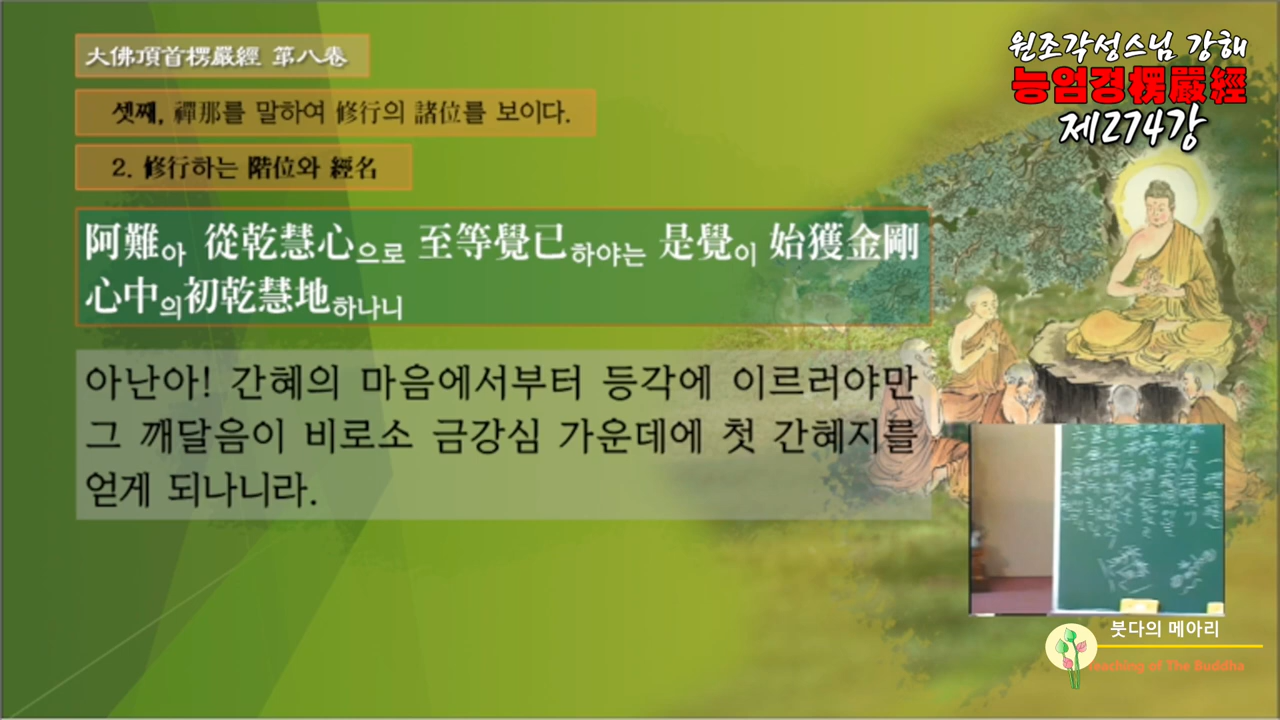 大佛頂首楞嚴經 第八卷
셋째, 禪那를 말하여 修行의 諸位를 보이다.
2. 修行하는 階位와 經名
阿難아 從乾慧心으로 至等覺已하야는 是覺이 始獲金剛
心中의初乾慧地하나니
아난아! 간혜의 마음에서부터 등각에 이르러야만
그 깨달음이 비로소 금강심 가운데에 첫 간혜지를
얻게 되나니라.
원조각성스님 강해
능엄경楞嚴經
제274강
붓다의 메아리
Teaching of The Buddha